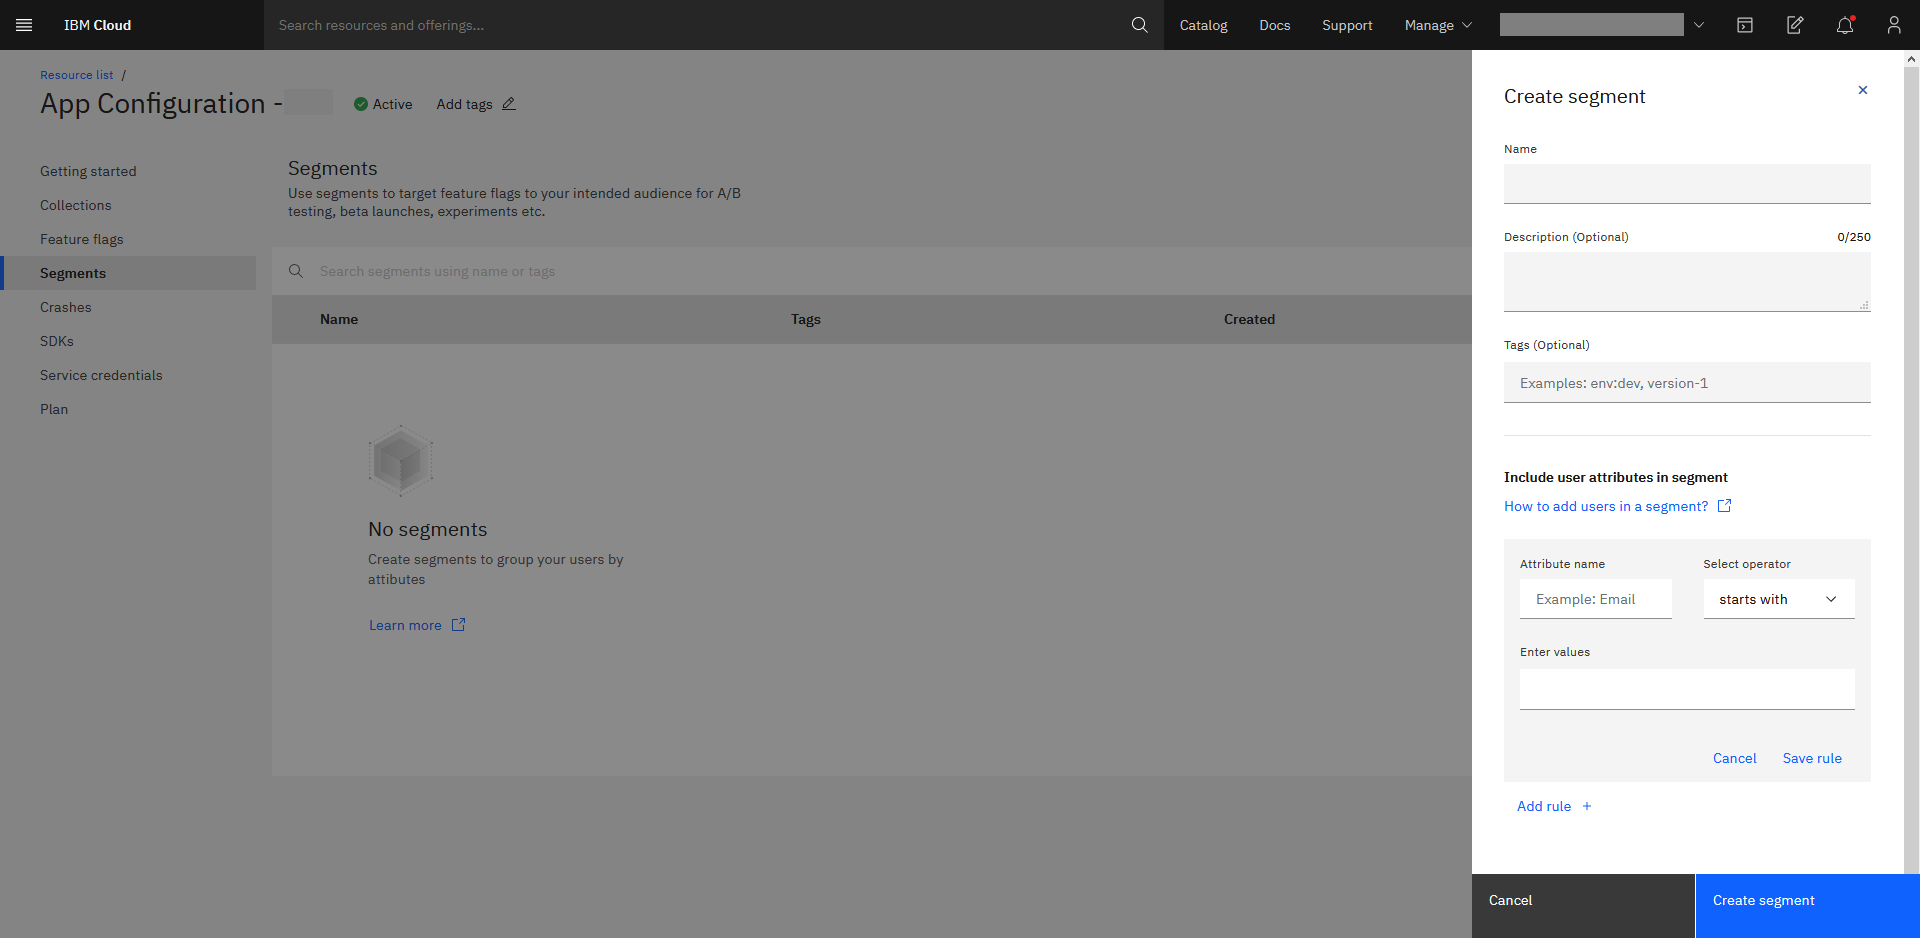 IBM Cloud
Search resources and offerings...
Catalog
Docs
Support
Manage
Resource list /
App Configuration -
Active
Add tags
Getting started
Collections
Feature flags
Segments
Crashes
SDKs
Service credentials
Plan
Segments
Use segments to target feature flags to your intended audience for A/B
testing, beta launches, experiments etc.
Search segments using name or tags
Name
Tags
Created
No segments
Create segments to group your users by
attibutes
Learn more
Create segment
Name
Description (Optional)
0/250
Tags (Optional)
Examples: env:dev, version-1
Include user attributes in segment
How to add users in a segment?
Attribute name
Select operator
Example: Email
starts with
Enter values
Cancel
Save rule
Add rule +
Cancel
Create segment